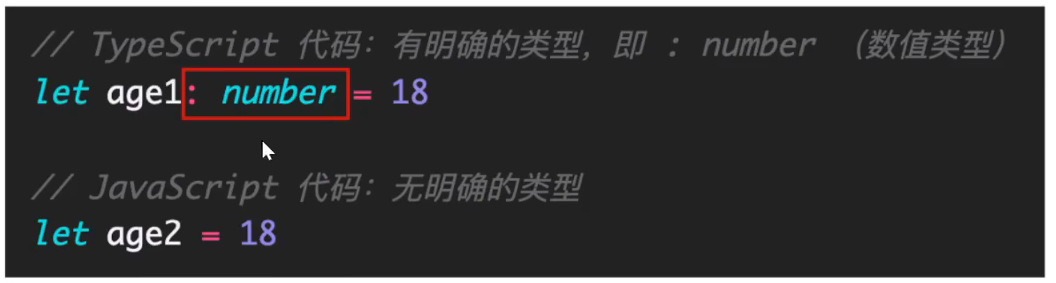 // TypeScript 代码：有明确的类型，即 : number （数值类型）
let age1: number = 18
// JavaScript 代码：无明确的类型
let age2 = 18